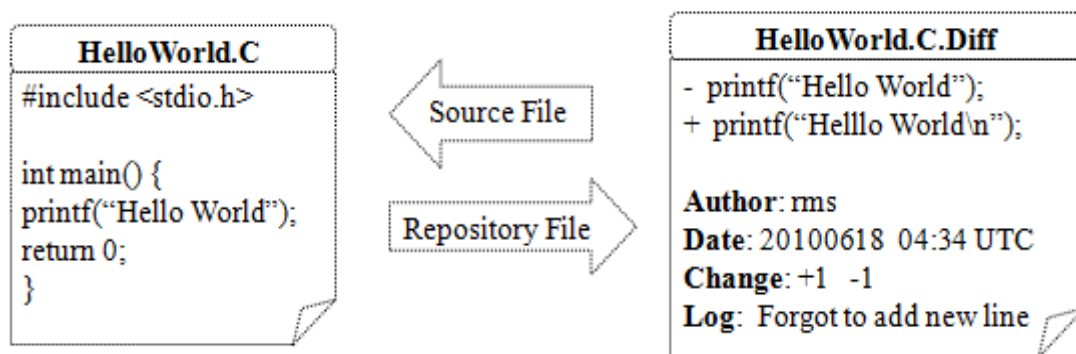 HelloWorld.C
#include <stdio.h>
int main() {
printf(“Hello World”);
return 0;
}
Source File
Repository File
HelloWorld.C.Diff
- printf(“Hello World”);
+ printf(“Helllo World\n”);
Author: rms
Date: 20100618 04:34 UTC
Change: +1 -1
Log: Forgot to add new line